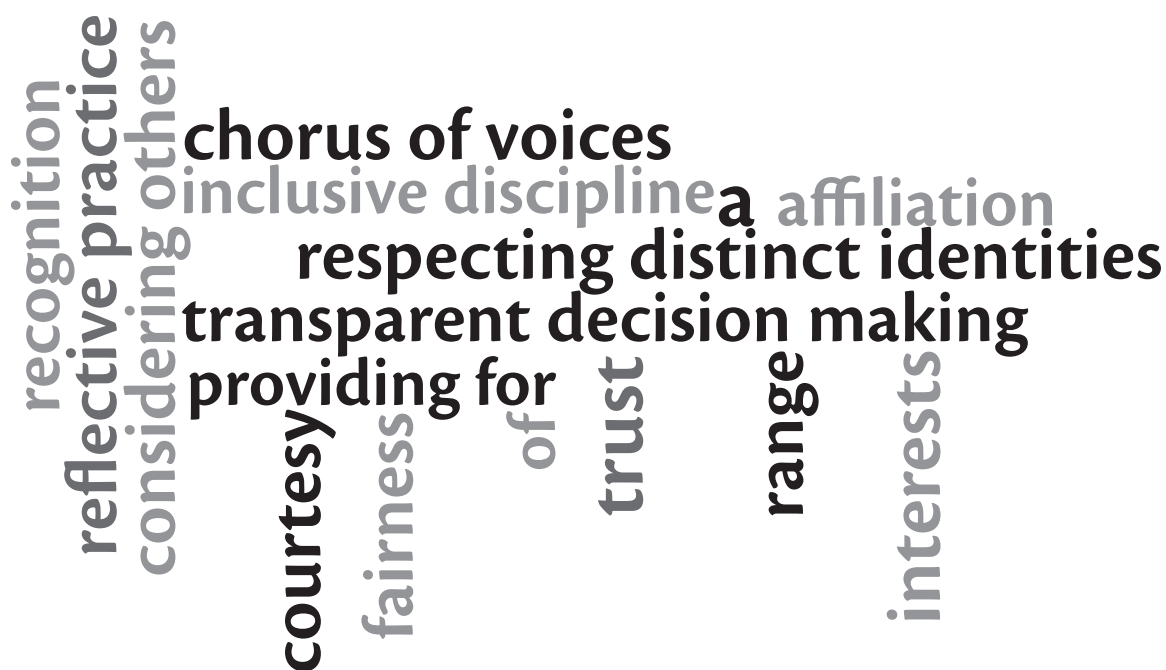 recognition
reflective practice
considering others
chorus of voices
inclusive discipline
a
affiliation
respecting distinct identities
transparent decision making
providing for
courtesy
fairness
of
trust
range
interests